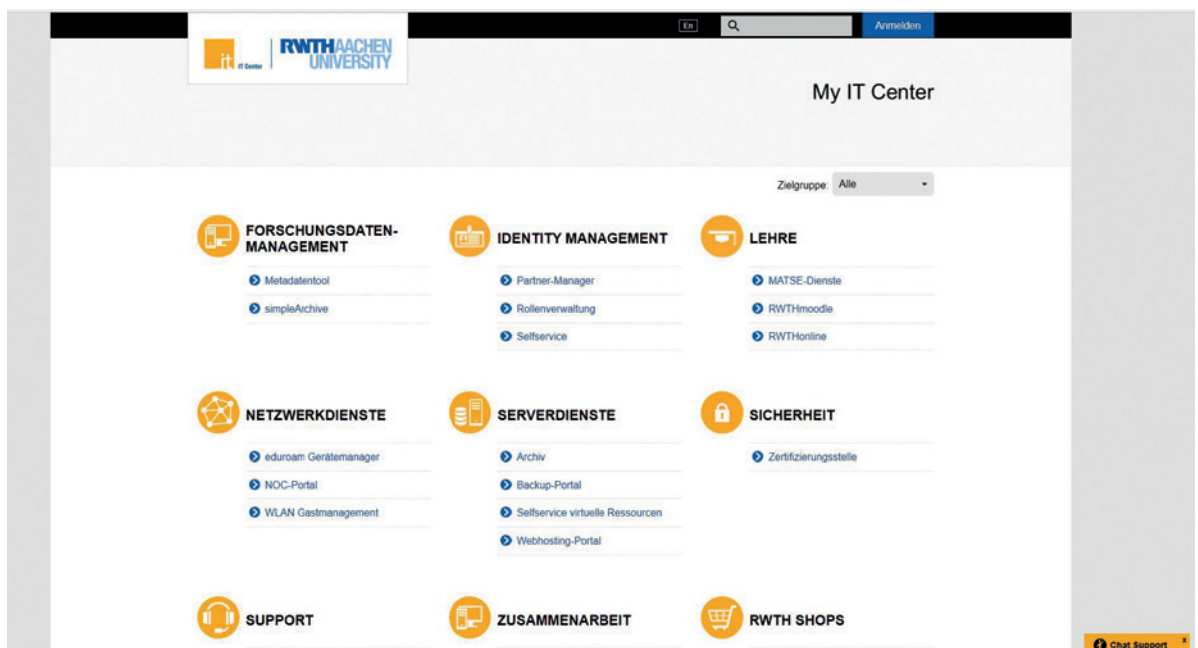 En
Anmelden
it IT Center
RWTHAACHEN
UNIVERSITY
My IT Center
Zielgruppe: Alle
FORSCHUNGSDATEN-
MANAGEMENT
Metadatentool
simpleArchive
IDENTITY MANAGEMENT
Partner-Manager
Rollenverwaltung
Selfservice
LEHRE
MATSE-Dienste
RWTHmoodle
RWTHonline
NETZWERKDIENSTE
eduroam Gerätemanager
NOC-Portal
WLAN Gastmanagement
SERVERDIENSTE
Archiv
Backup-Portal
Selfservice virtuelle Ressourcen
Webhosting-Portal
SICHERHEIT
Zertifizierungsstelle
SUPPORT
ZUSAMMENARBEIT
RWTH SHOPS
Chat Support x